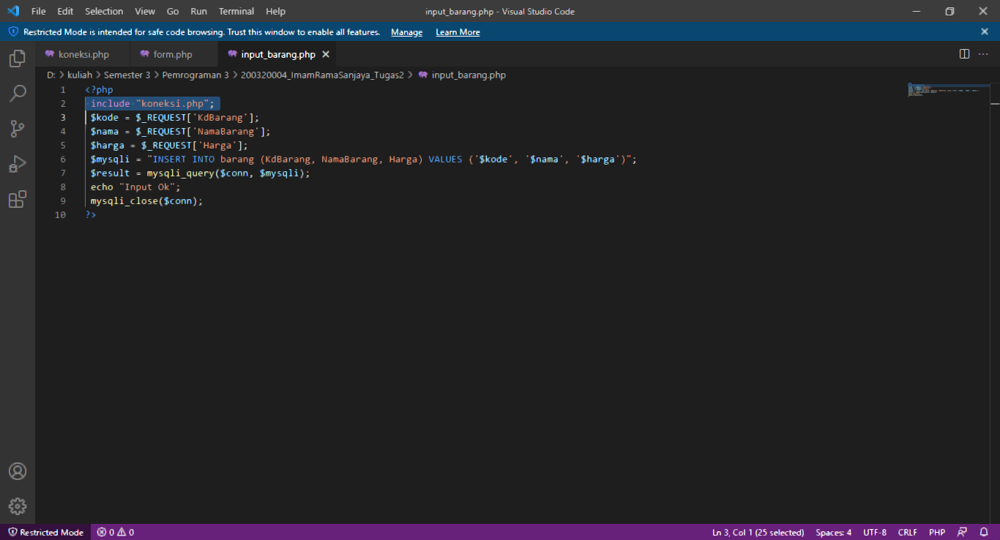 File Edit Selection View Go Run Terminal Help input_barang.php - Visual Studio Code
Restricted Mode is intended for safe code browsing. Trust this window to enable all features. Manage Learn More
koneksi.php form.php input_barang.php
D: > kuliah > Semester 3 > Pemrograman 3 > 200320004_ImamRamaSanjaya_Tugas2 > input_barang.php
1 <?php
2 include "koneksi.php";
3 $kode = $_REQUEST['KdBarang'];
4 $nama = $_REQUEST['NamaBarang'];
5 $harga = $_REQUEST['Harga'];
6 $mysqli = "INSERT INTO barang (KdBarang, NamaBarang, Harga) VALUES ('$kode', '$nama', '$harga')";
7 $result = mysqli_query($conn, $mysqli);
8 echo "Input Ok";
9 mysqli_close($conn);
10 ?>
Restricted Mode 0 0 Ln 3, Col 1 (25 selected) Spaces: 4 UTF-8 CRLF PHP